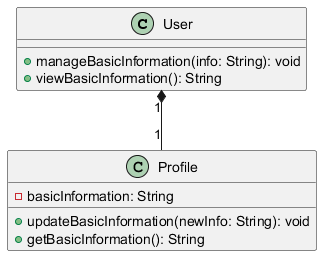 C User
manageBasicInformation(info: String): void
viewBasicInformation(): String
1
1
C Profile
basicInformation: String
updateBasicInformation(newInfo: String): void
getBasicInformation(): String